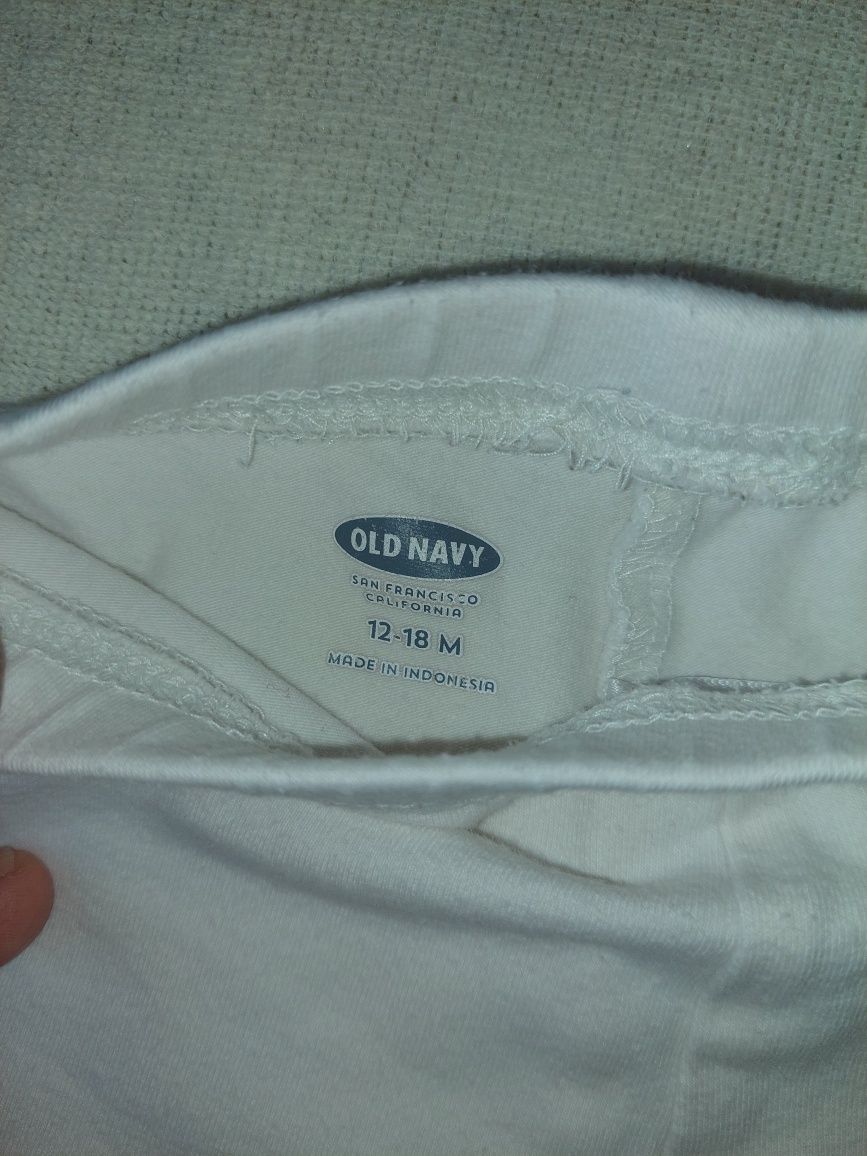 OLD NAVY
SAN FRANCISCO
CALIFORNIA
12-18 M
MADE IN INDONESIA